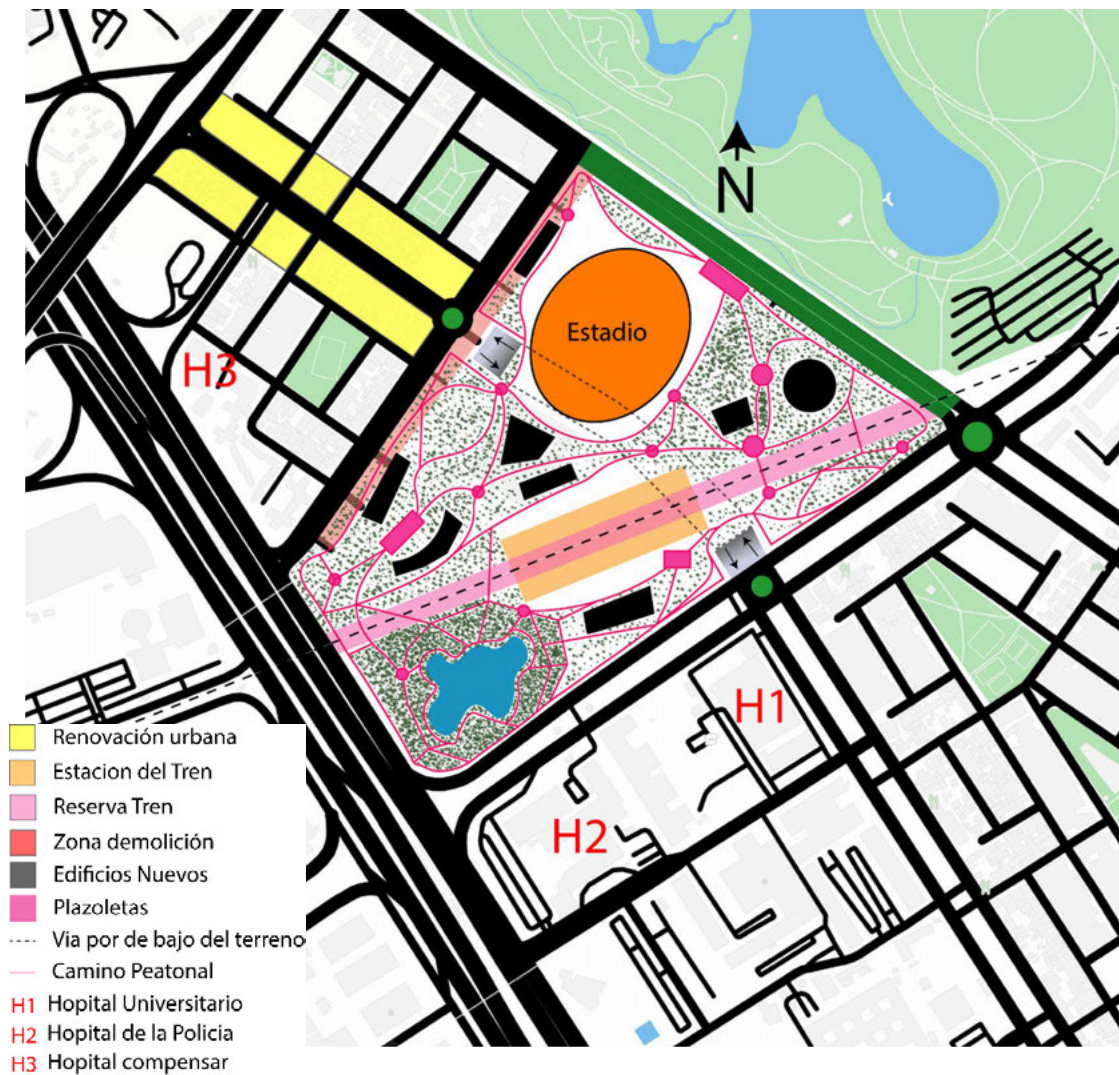 N
Estadio
H3
H1
H2
Renovación urbana
Estacion del Tren
Reserva Tren
Zona demolición
Edificios Nuevos
Plazoletas
Via por de bajo del terreno
Camino Peatonal
H1 Hopital Universitario
H2 Hopital de la Policia
H3 Hopital compensar